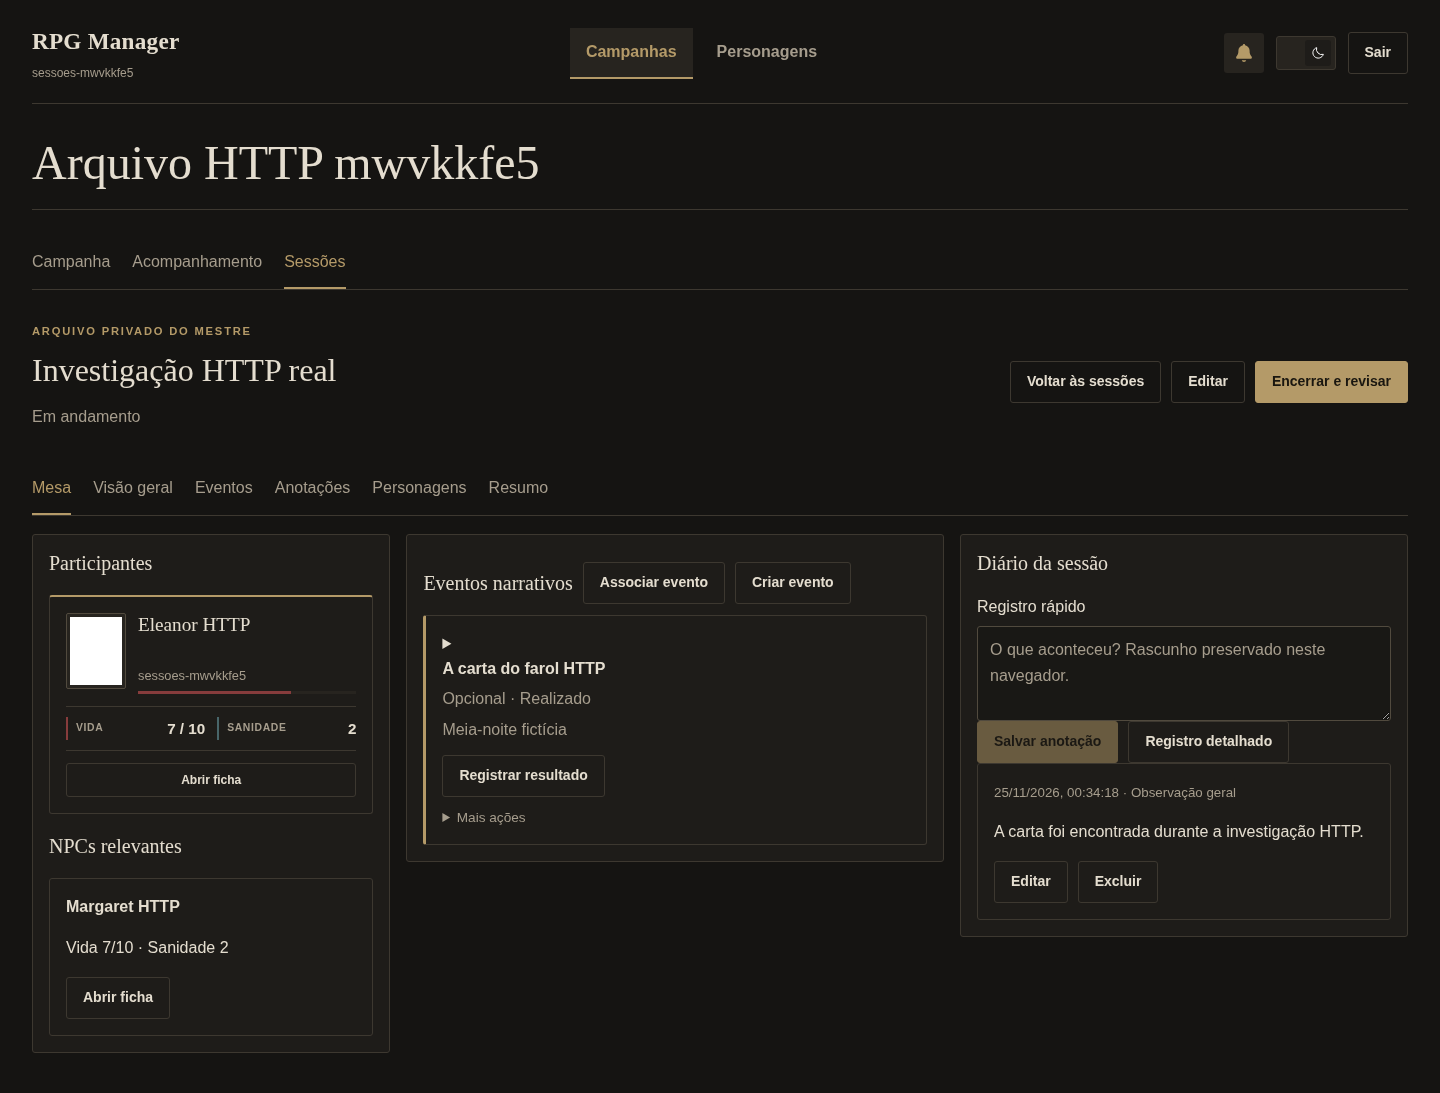 RPG Manager
sessoes-mwvkkfe5
Campanhas
Personagens
Sair
Arquivo HTTP mwvkkfe5
Campanha
Acompanhamento
Sessões
ARQUIVO PRIVADO DO MESTRE
Investigação HTTP real
Em andamento
Voltar às sessões
Editar
Encerrar e revisar
Mesa
Visão geral
Eventos
Anotações
Personagens
Resumo
Participantes
Eleanor HTTP
sessoes-mwvkkfe5
VIDA
7 / 10
SANIDADE
2
Abrir ficha
NPCs relevantes
Margaret HTTP
Vida 7/10 · Sanidade 2
Abrir ficha
Eventos narrativos
Associar evento
Criar evento
A carta do farol HTTP
Opcional · Realizado
Meia-noite fictícia
Registrar resultado
Mais ações
Diário da sessão
Registro rápido
O que aconteceu? Rascunho preservado neste
navegador.
Salvar anotação
Registro detalhado
25/11/2026, 00:34:18 · Observação geral
A carta foi encontrada durante a investigação HTTP.
Editar
Excluir